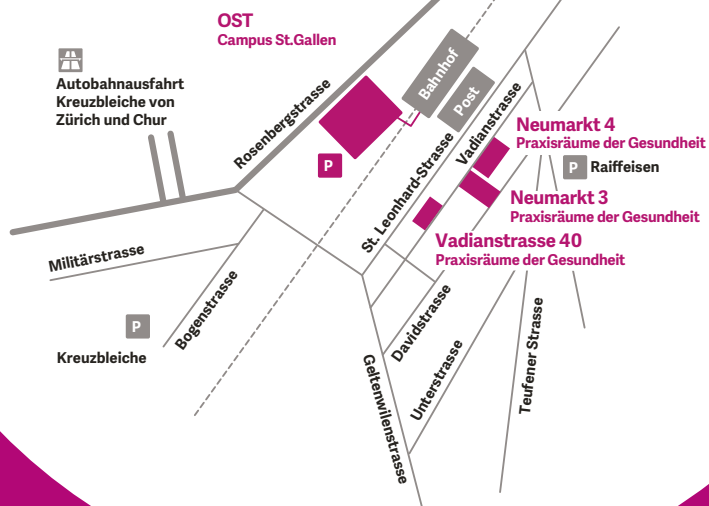 OST
Campus St.Gallen
Autobahnausfahrt
Kreuzbleiche von
Zürich und Chur
Rosenbergstrasse
Bahnhof
Post
P
St. Leonhard-Strasse
Vadianstrasse
Neumarkt 4
Praxisräume der Gesundheit
P Raiffeisen
Neumarkt 3
Praxisräume der Gesundheit
Vadianstrasse 40
Praxisräume der Gesundheit
Militärstrasse
Bogenstrasse
P
Kreuzbleiche
Davidstrasse
Unterstrasse
Teufener Strasse
Geltenwilenstrasse